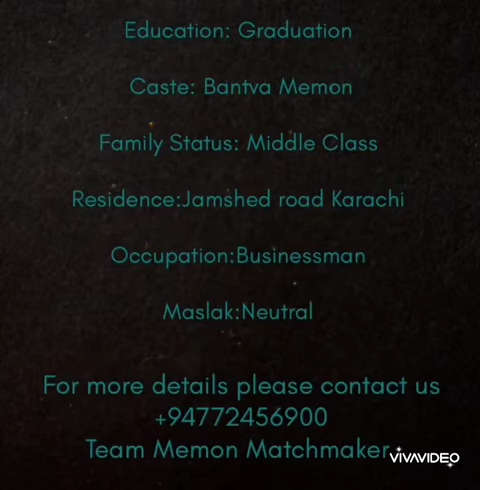 Education: Graduation
Caste: Bantva Memon
Family Status: Middle Class
Residence:Jamshed road Karachi
Occupation:Businessman
Maslak:Neutral
For more details please contact us
+94772456900
Team Memon Matchmaker
VIVAVIDEO